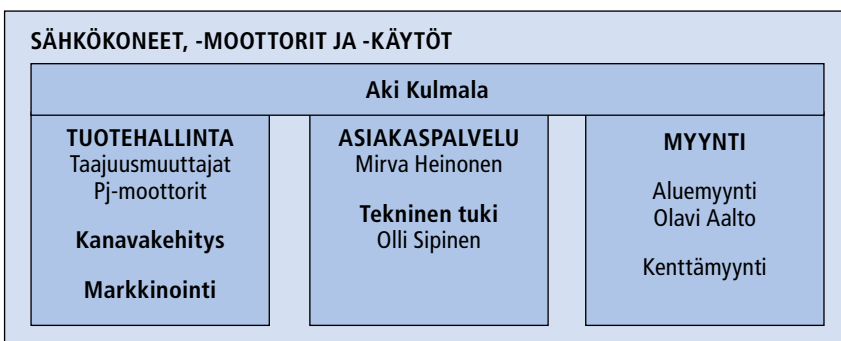 SÄHKÖKONEET, -MOOTTORIT JA -KÄYTÖT
Aki Kulmala
TUOTEHALLINTA
Taajuusmuuttajat
Pj-moottorit
Kanavakehitys
Markkinointi
ASIAKASPALVELU
Mirva Heinonen
Tekninen tuki
Olli Sipinen
MYYNTI
Aluemyynti
Olavi Aalto
Kenttämyynti